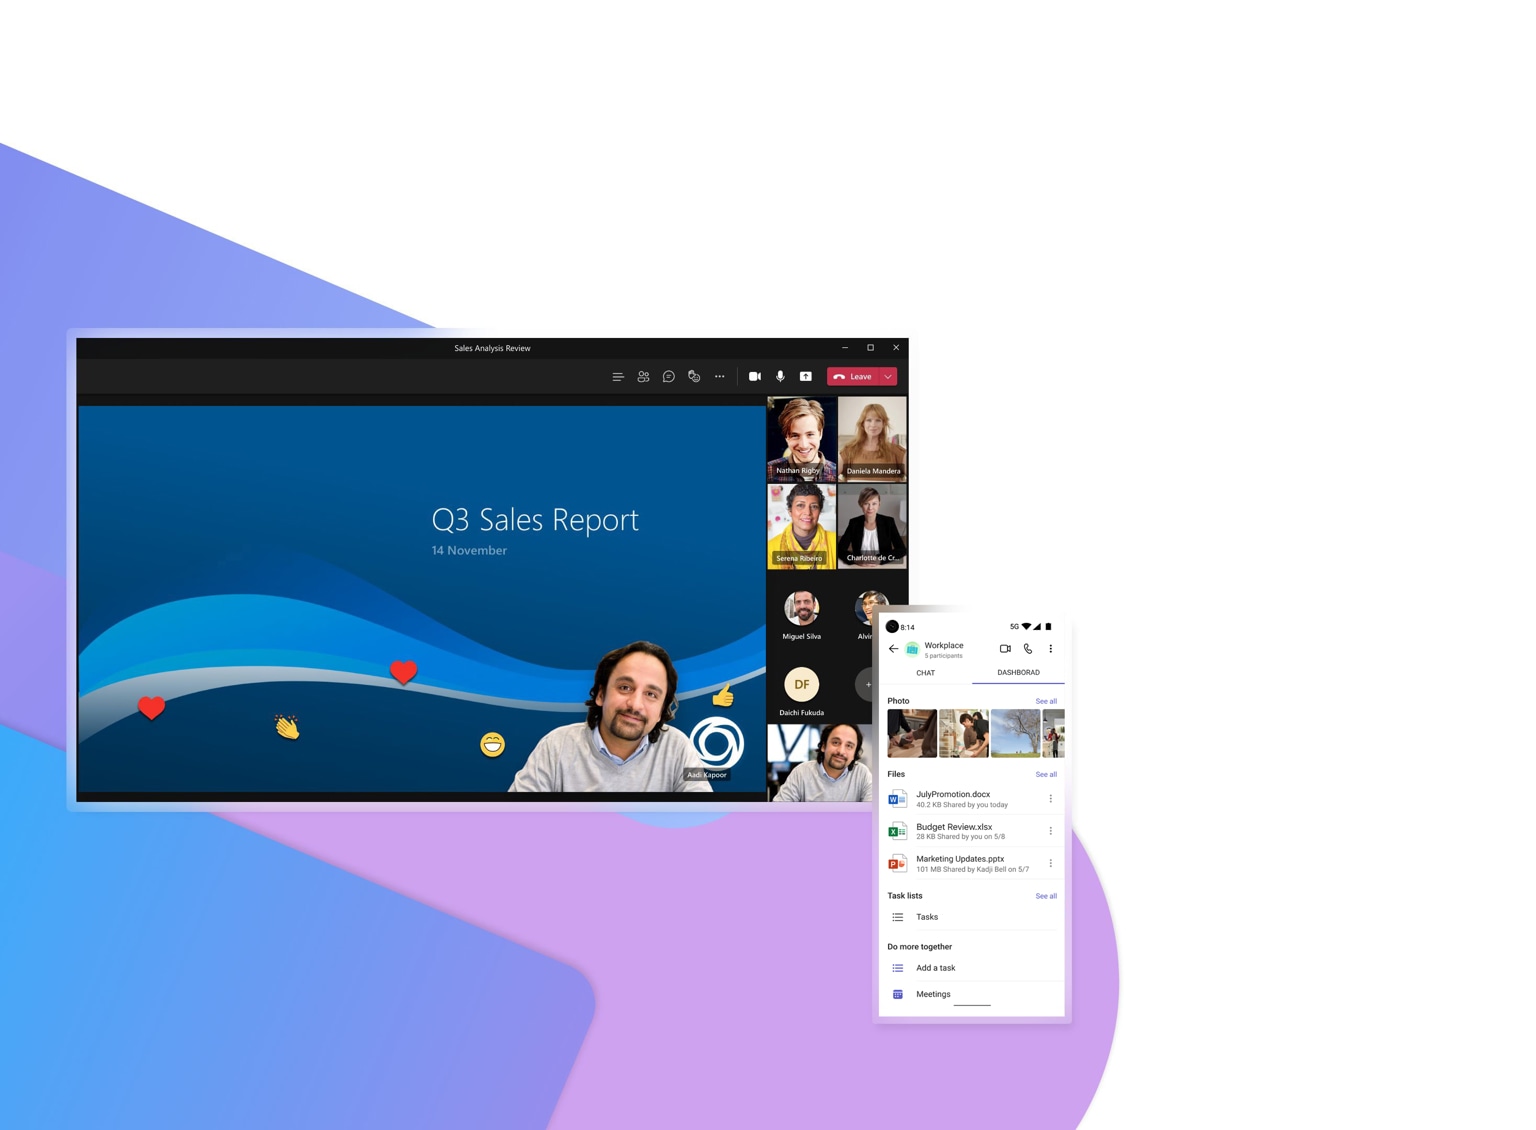 Sales Analysis Review
Leave
Q3 Sales Report
14 November
Nathan Rigby
Daniela Mandera
Serena Ribeiro
Charlotte de Cr...
Miguel Silva
Alvin
DF
+
Daichi Fukuda
Aadi Kapoor
8:14
5G
Workplace
5 participants
CHAT
DASHBORAD
Photo
See all
Files
See all
JulyPromotion.docx
40.2 KB Shared by you today
Budget Review.xlsx
28 KB Shared by you on 5/8
Marketing Updates.pptx
101 MB Shared by Kadji Bell on 5/7
Task lists
See all
Tasks
Do more together
Add a task
Meetings